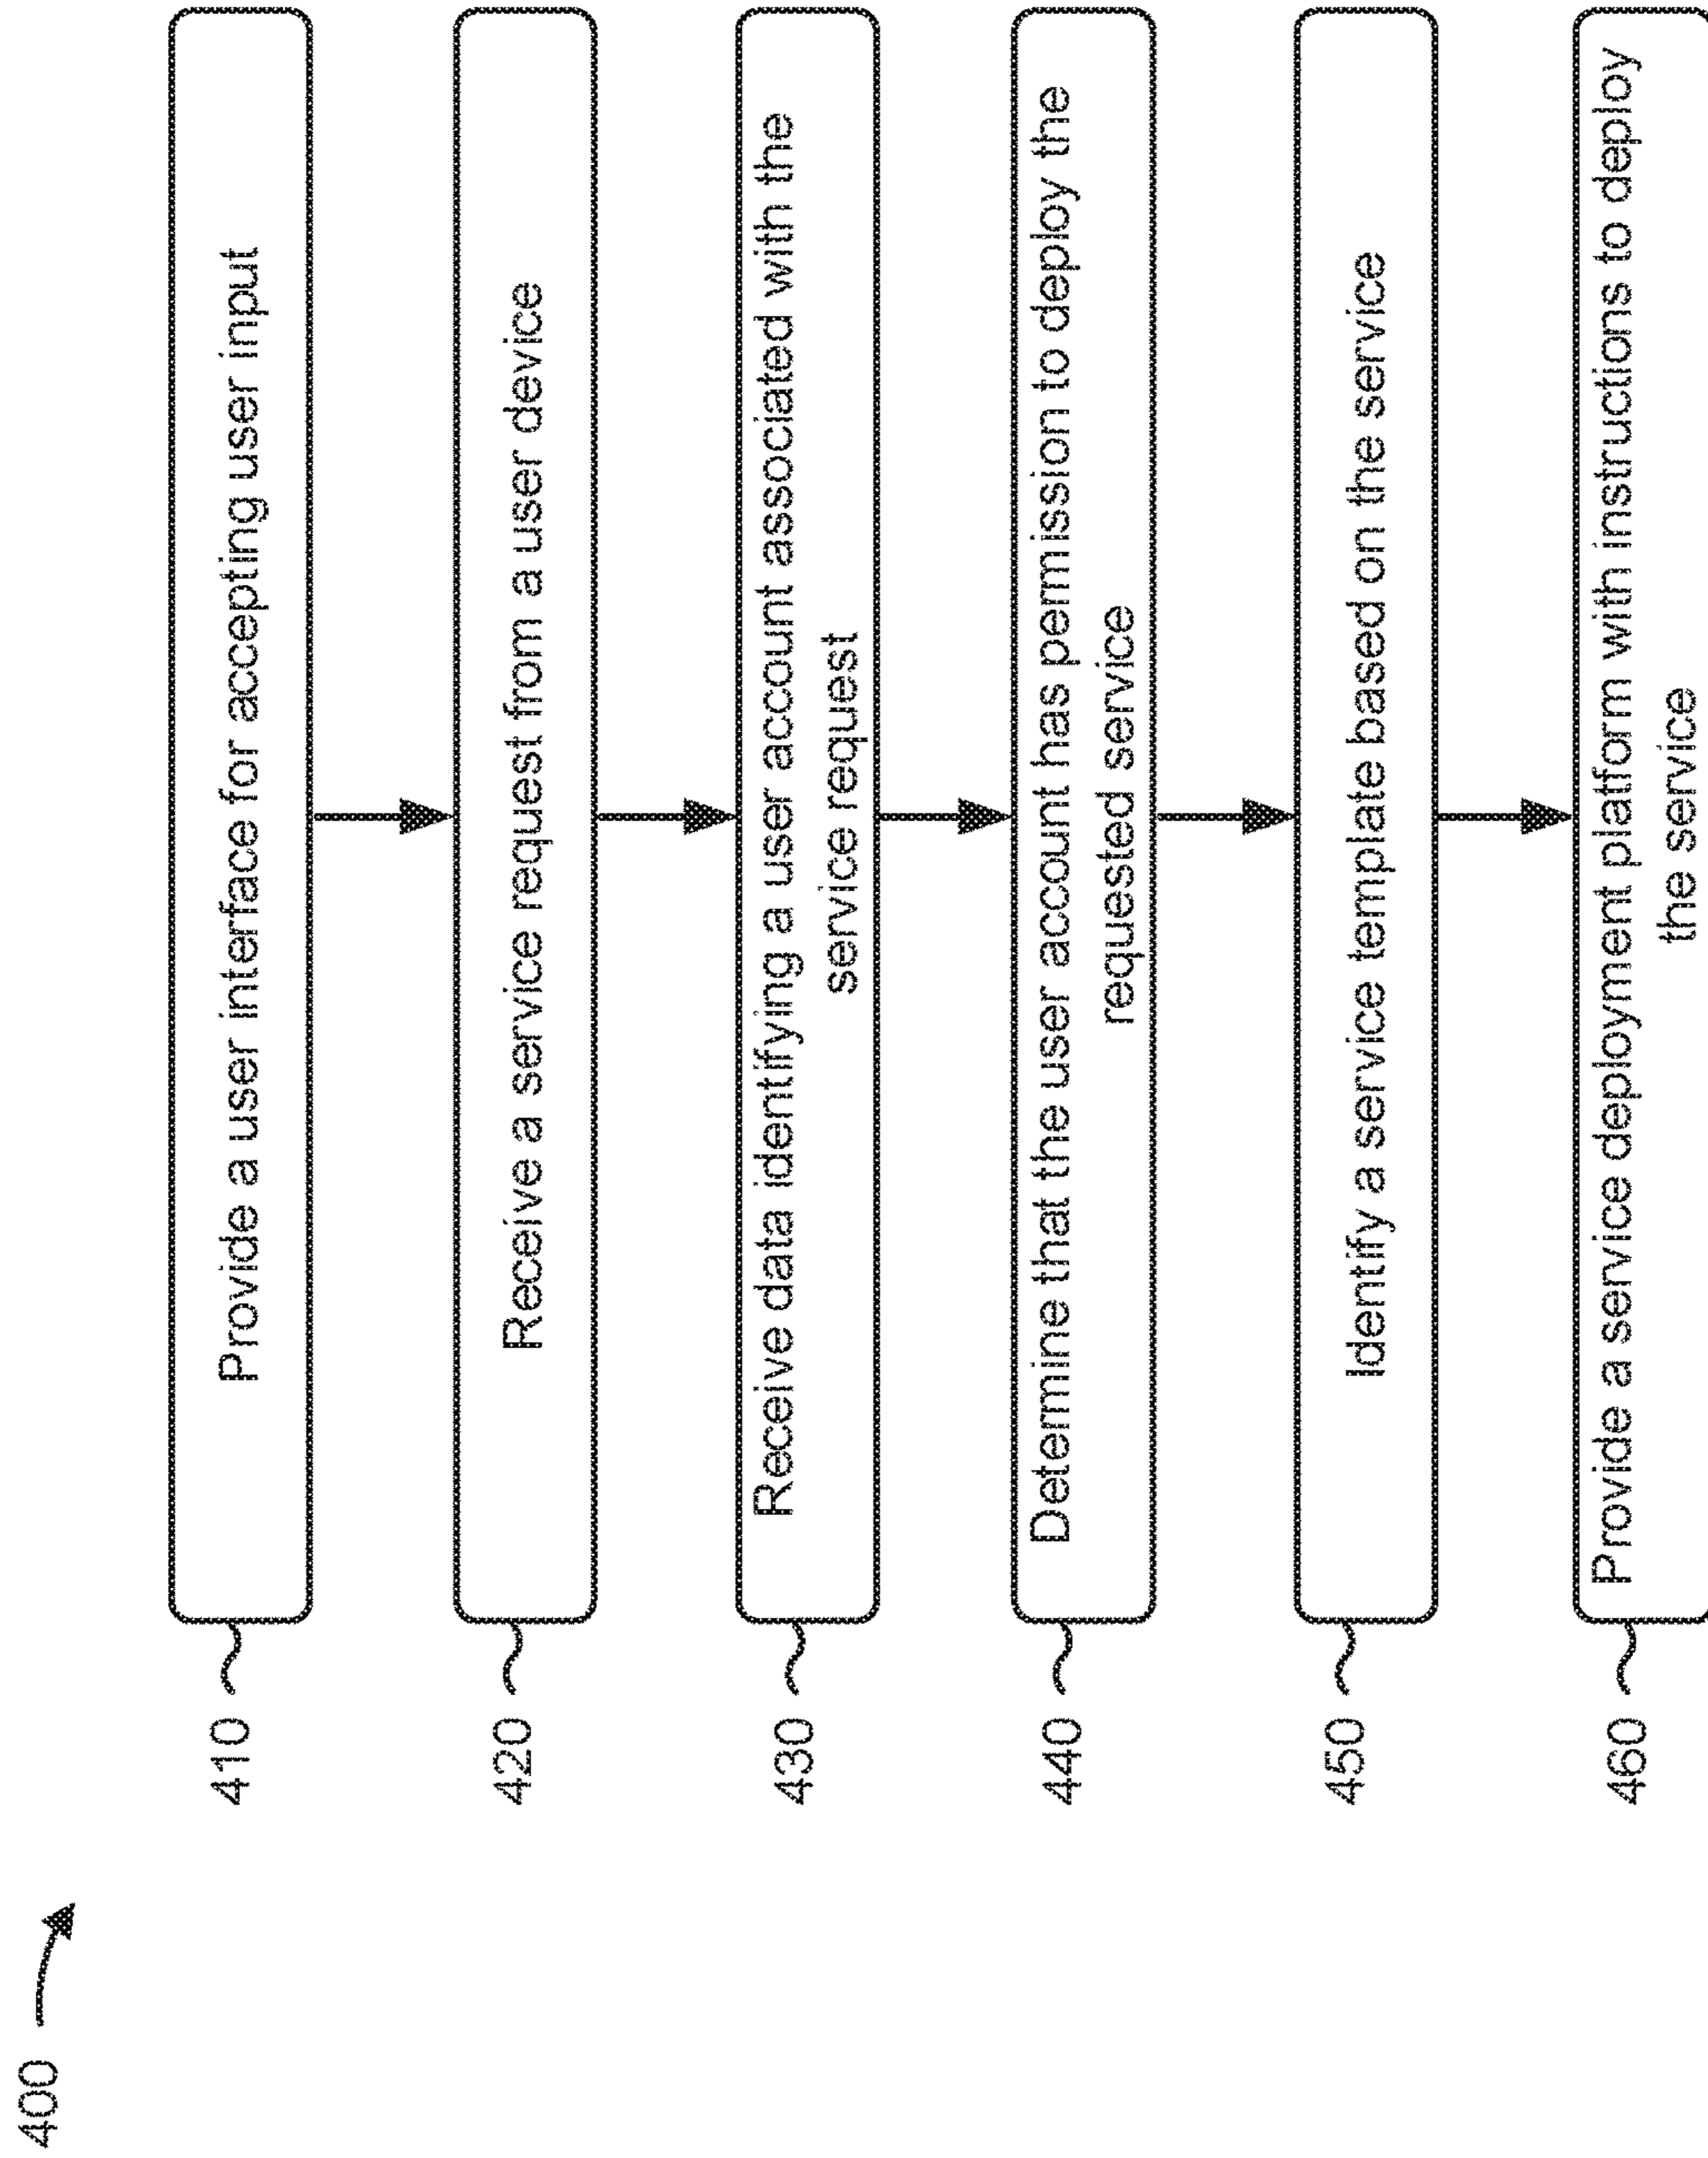 400
410
Provide a user interface for accepting user input
420
Receive a service request from a user device
430
Receive data identifying a user account associated with the
service request
440
Determine that the user account has permission to deploy the
requested service
450
Identify a service template based on the service
460
Provide a service deployment platform with instructions to deploy
the service